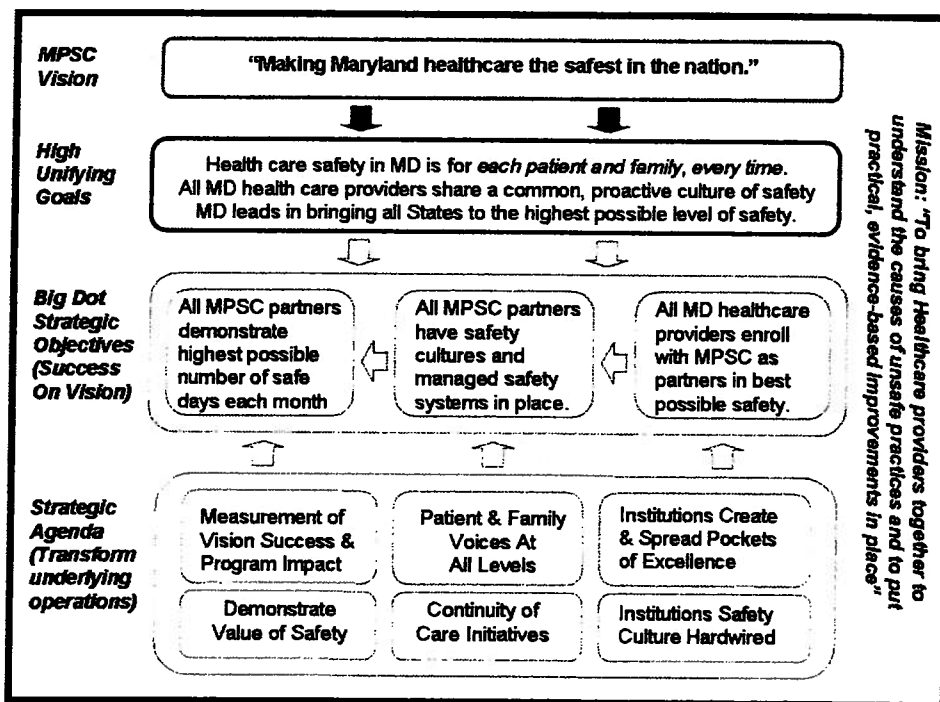 MPSC
Vision
"Making Maryland healthcare the safest in the nation."
High
Unifying
Goals
Health care safety in MD is for each patient and family, every time.
All MD health care providers share a common, proactive culture of safety
MD leads in bringing all States to the highest possible level of safety.
Big Dot
Strategic
Objectives
(Success
On Vision)
All MPSC partners
demonstrate
highest possible
number of safe
days each month
All MPSC partners
have safety
cultures and
managed safety
systems in place.
All MD healthcare
providers enroll
with MPSC as
partners in best
possible safety.
Strategic
Agenda
(Transform
underlying
operations)
Measurement of
Vision Success &
Program Impact
Patient & Family
Voices At
All Levels
Institutions Create
& Spread Pockets
of Excellence
Demonstrate
Value of Safety
Continuity of
Care Initiatives
Institutions Safety
Culture Hardwired
Mission: "To bring Healthcare providers together to
understand the causes of unsafe practices and to put
practical, evidence-based improvements in place"